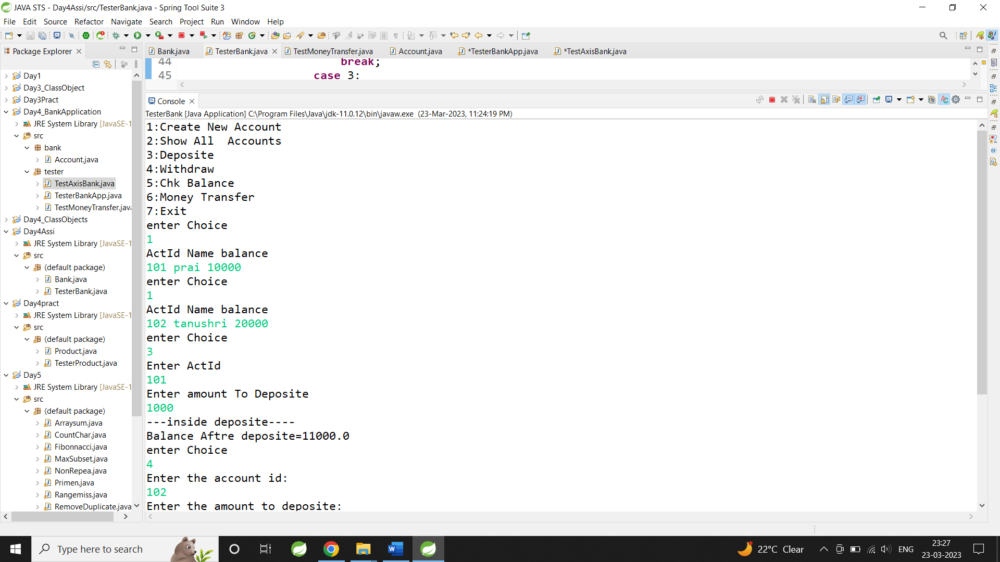 JAVA STS - Day4Assi/src/TesterBank.java - Spring Tool Suite 3
File Edit Source Refactor Navigate Search Project Run Window Help
Package Explorer
Day1
Day3_ClassObject
Day3Pract
Day4_BankApplication
JRE System Library [JavaSE-1
src
bank
Account.java
tester
TestAxisBank.java
TesterBankApp.java
TestMoneyTransfer.java
Day4_ClassObjects
Day4Assi
JRE System Library [JavaSE-1
src
(default package)
Bank.java
TesterBank.java
Day4pract
JRE System Library [JavaSE-1
src
(default package)
Product.java
TesterProduct.java
Day5
JRE System Library [JavaSE-1
src
(default package)
Arraysum.java
CountChar.java
Fibonnacci.java
MaxSubset.java
NonRepea.java
Primen.java
Rangemiss.java
RemoveDuplicate.java
Bank.java TesterBank.java TestMoneyTransfer.java Account.java *TesterBankApp.java *TestAxisBank.java
44 break;
45 case 3:
Console
TesterBank [Java Application] C:\Program Files\Java\jdk-11.0.12\bin\javaw.exe (23-Mar-2023, 11:24:19 PM)
1:Create New Account
2:Show All  Accounts
3:Deposite
4:Withdraw
5:Chk Balance
6:Money Transfer
7:Exit
enter Choice
1
ActId Name balance
101 prai 10000
enter Choice
1
ActId Name balance
102 tanushri 20000
enter Choice
3
Enter ActId
101
Enter amount To Deposite
1000
---inside deposite----
Balance Aftre deposite=11000.0
enter Choice
4
Enter the account id:
102
Enter the amount to deposite:
Type here to search
22°C Clear
ENG
23:27
23-03-2023